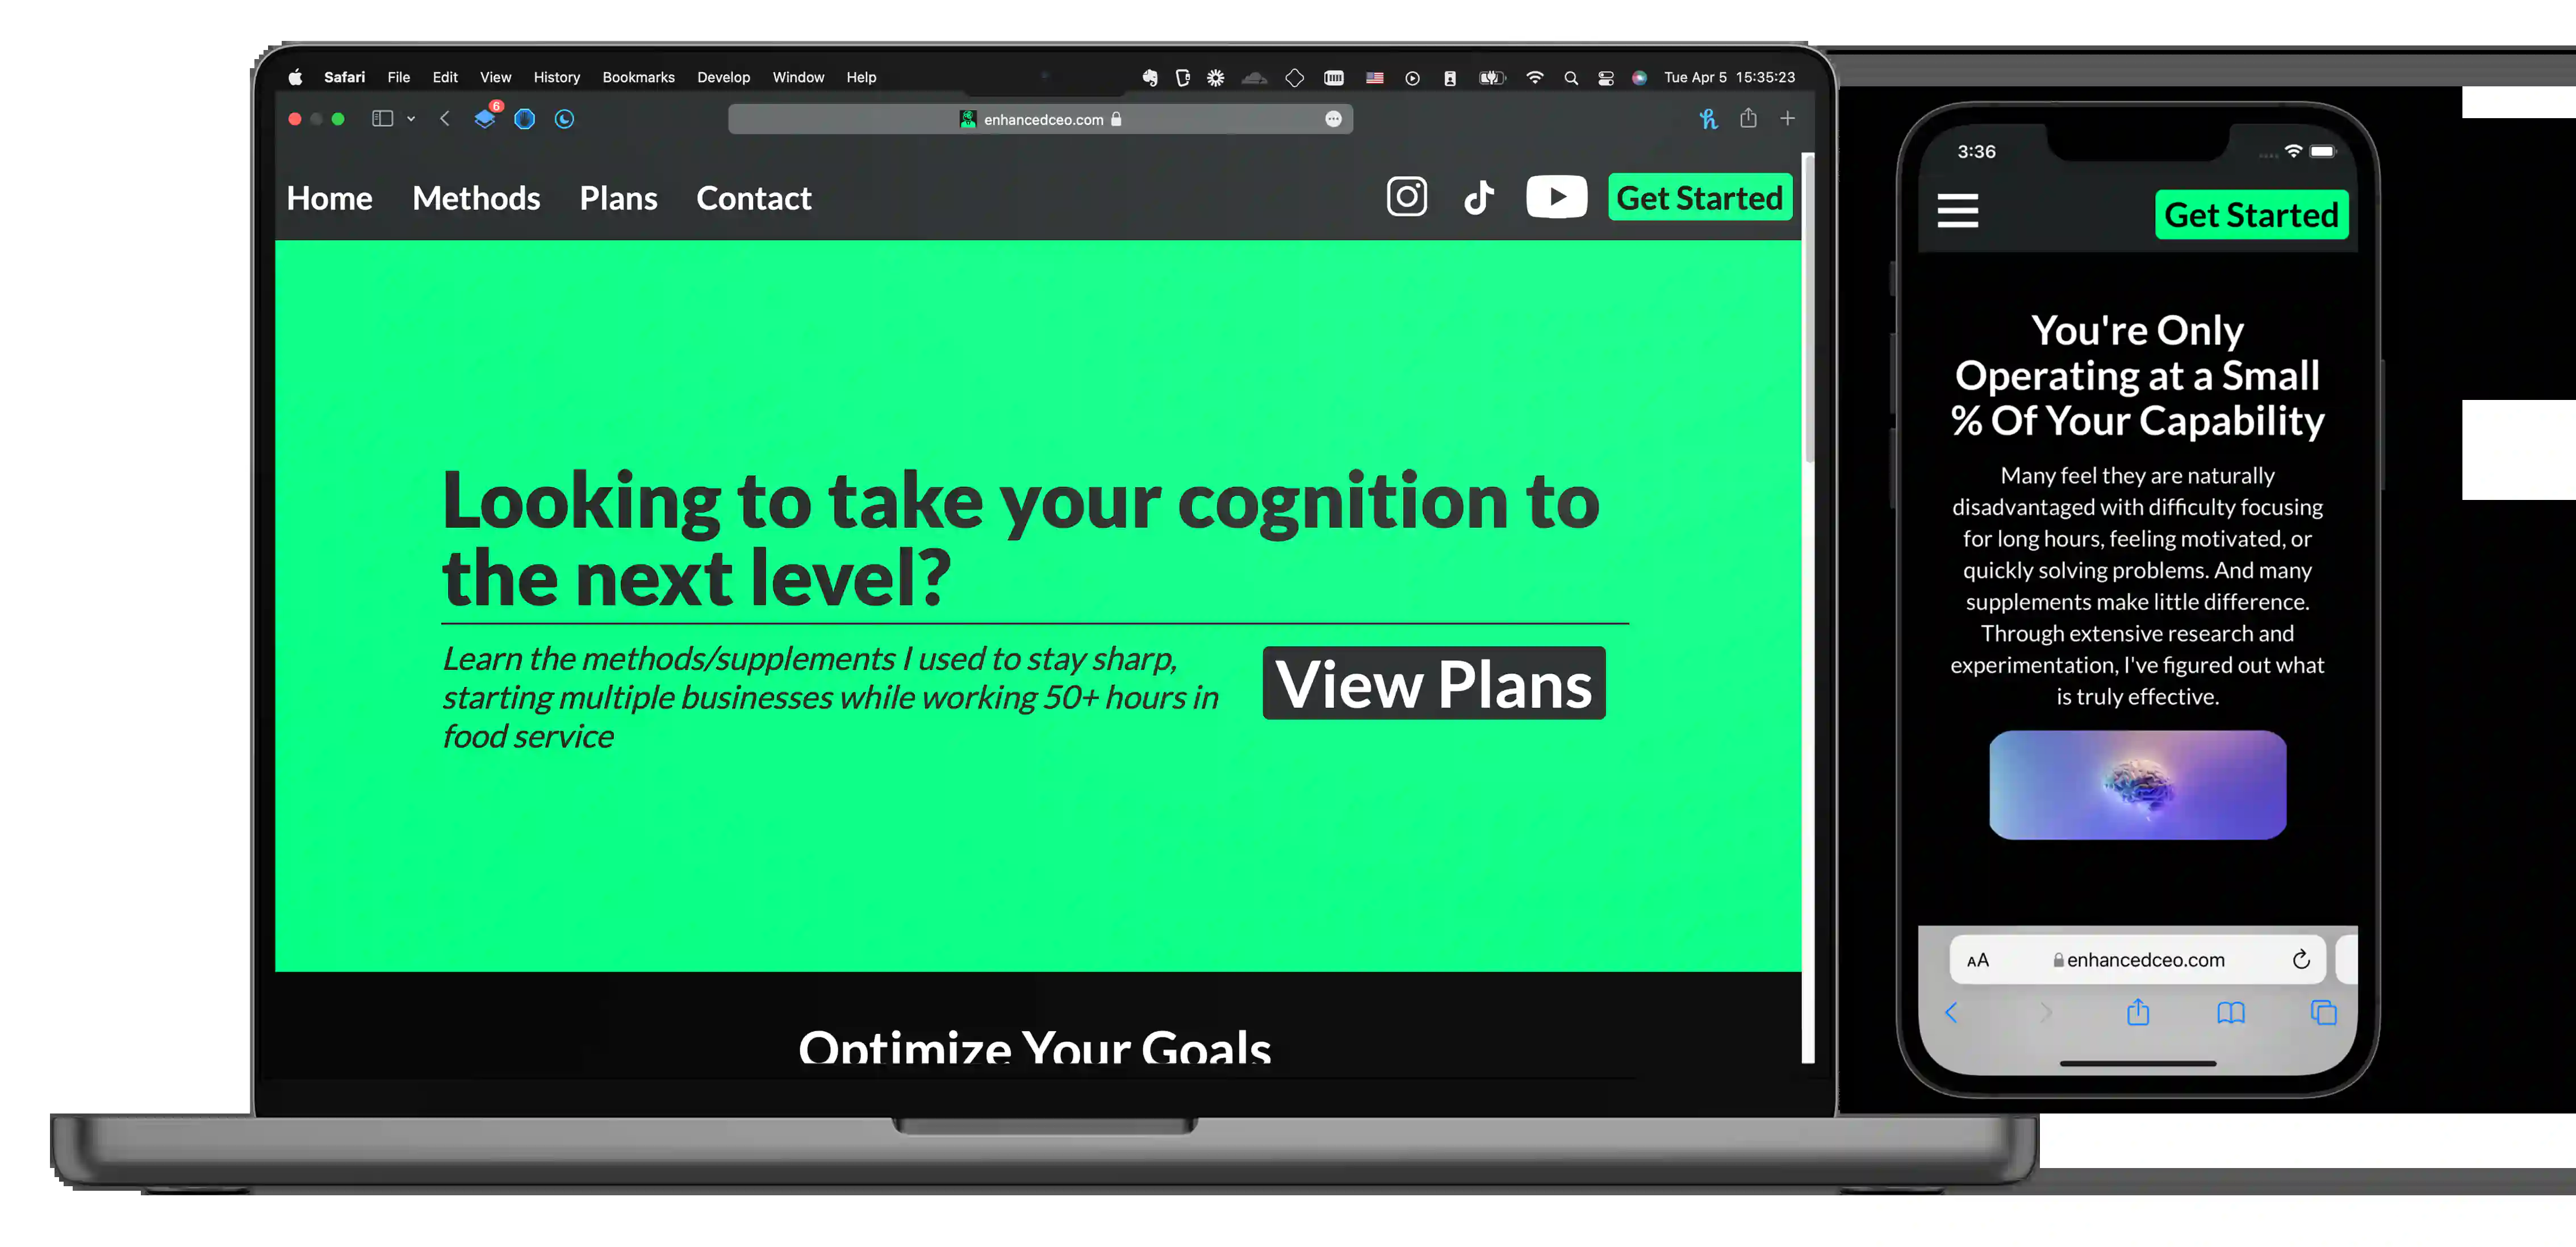 Safari File Edit View History Bookmarks Develop Window Help
Tue Apr 5 15:35:23
6
enhancedceo.com
Home Methods Plans Contact
Get Started
Looking to take your cognition to
the next level?
Learn the methods/supplements I used to stay sharp,
starting multiple businesses while working 50+ hours in
food service
View Plans
Optimize Your Goals
3:36
Get Started
You're Only
Operating at a Small
% Of Your Capability
Many feel they are naturally
disadvantaged with difficulty focusing
for long hours, feeling motivated, or
quickly solving problems. And many
supplements make little difference.
Through extensive research and
experimentation, I've figured out what
is truly effective.
AA enhancedceo.com